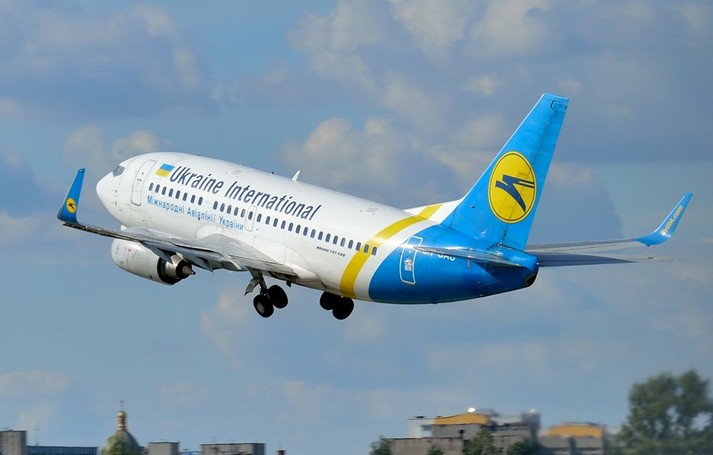 Ukraine International
Міжнародні Авіалінії України